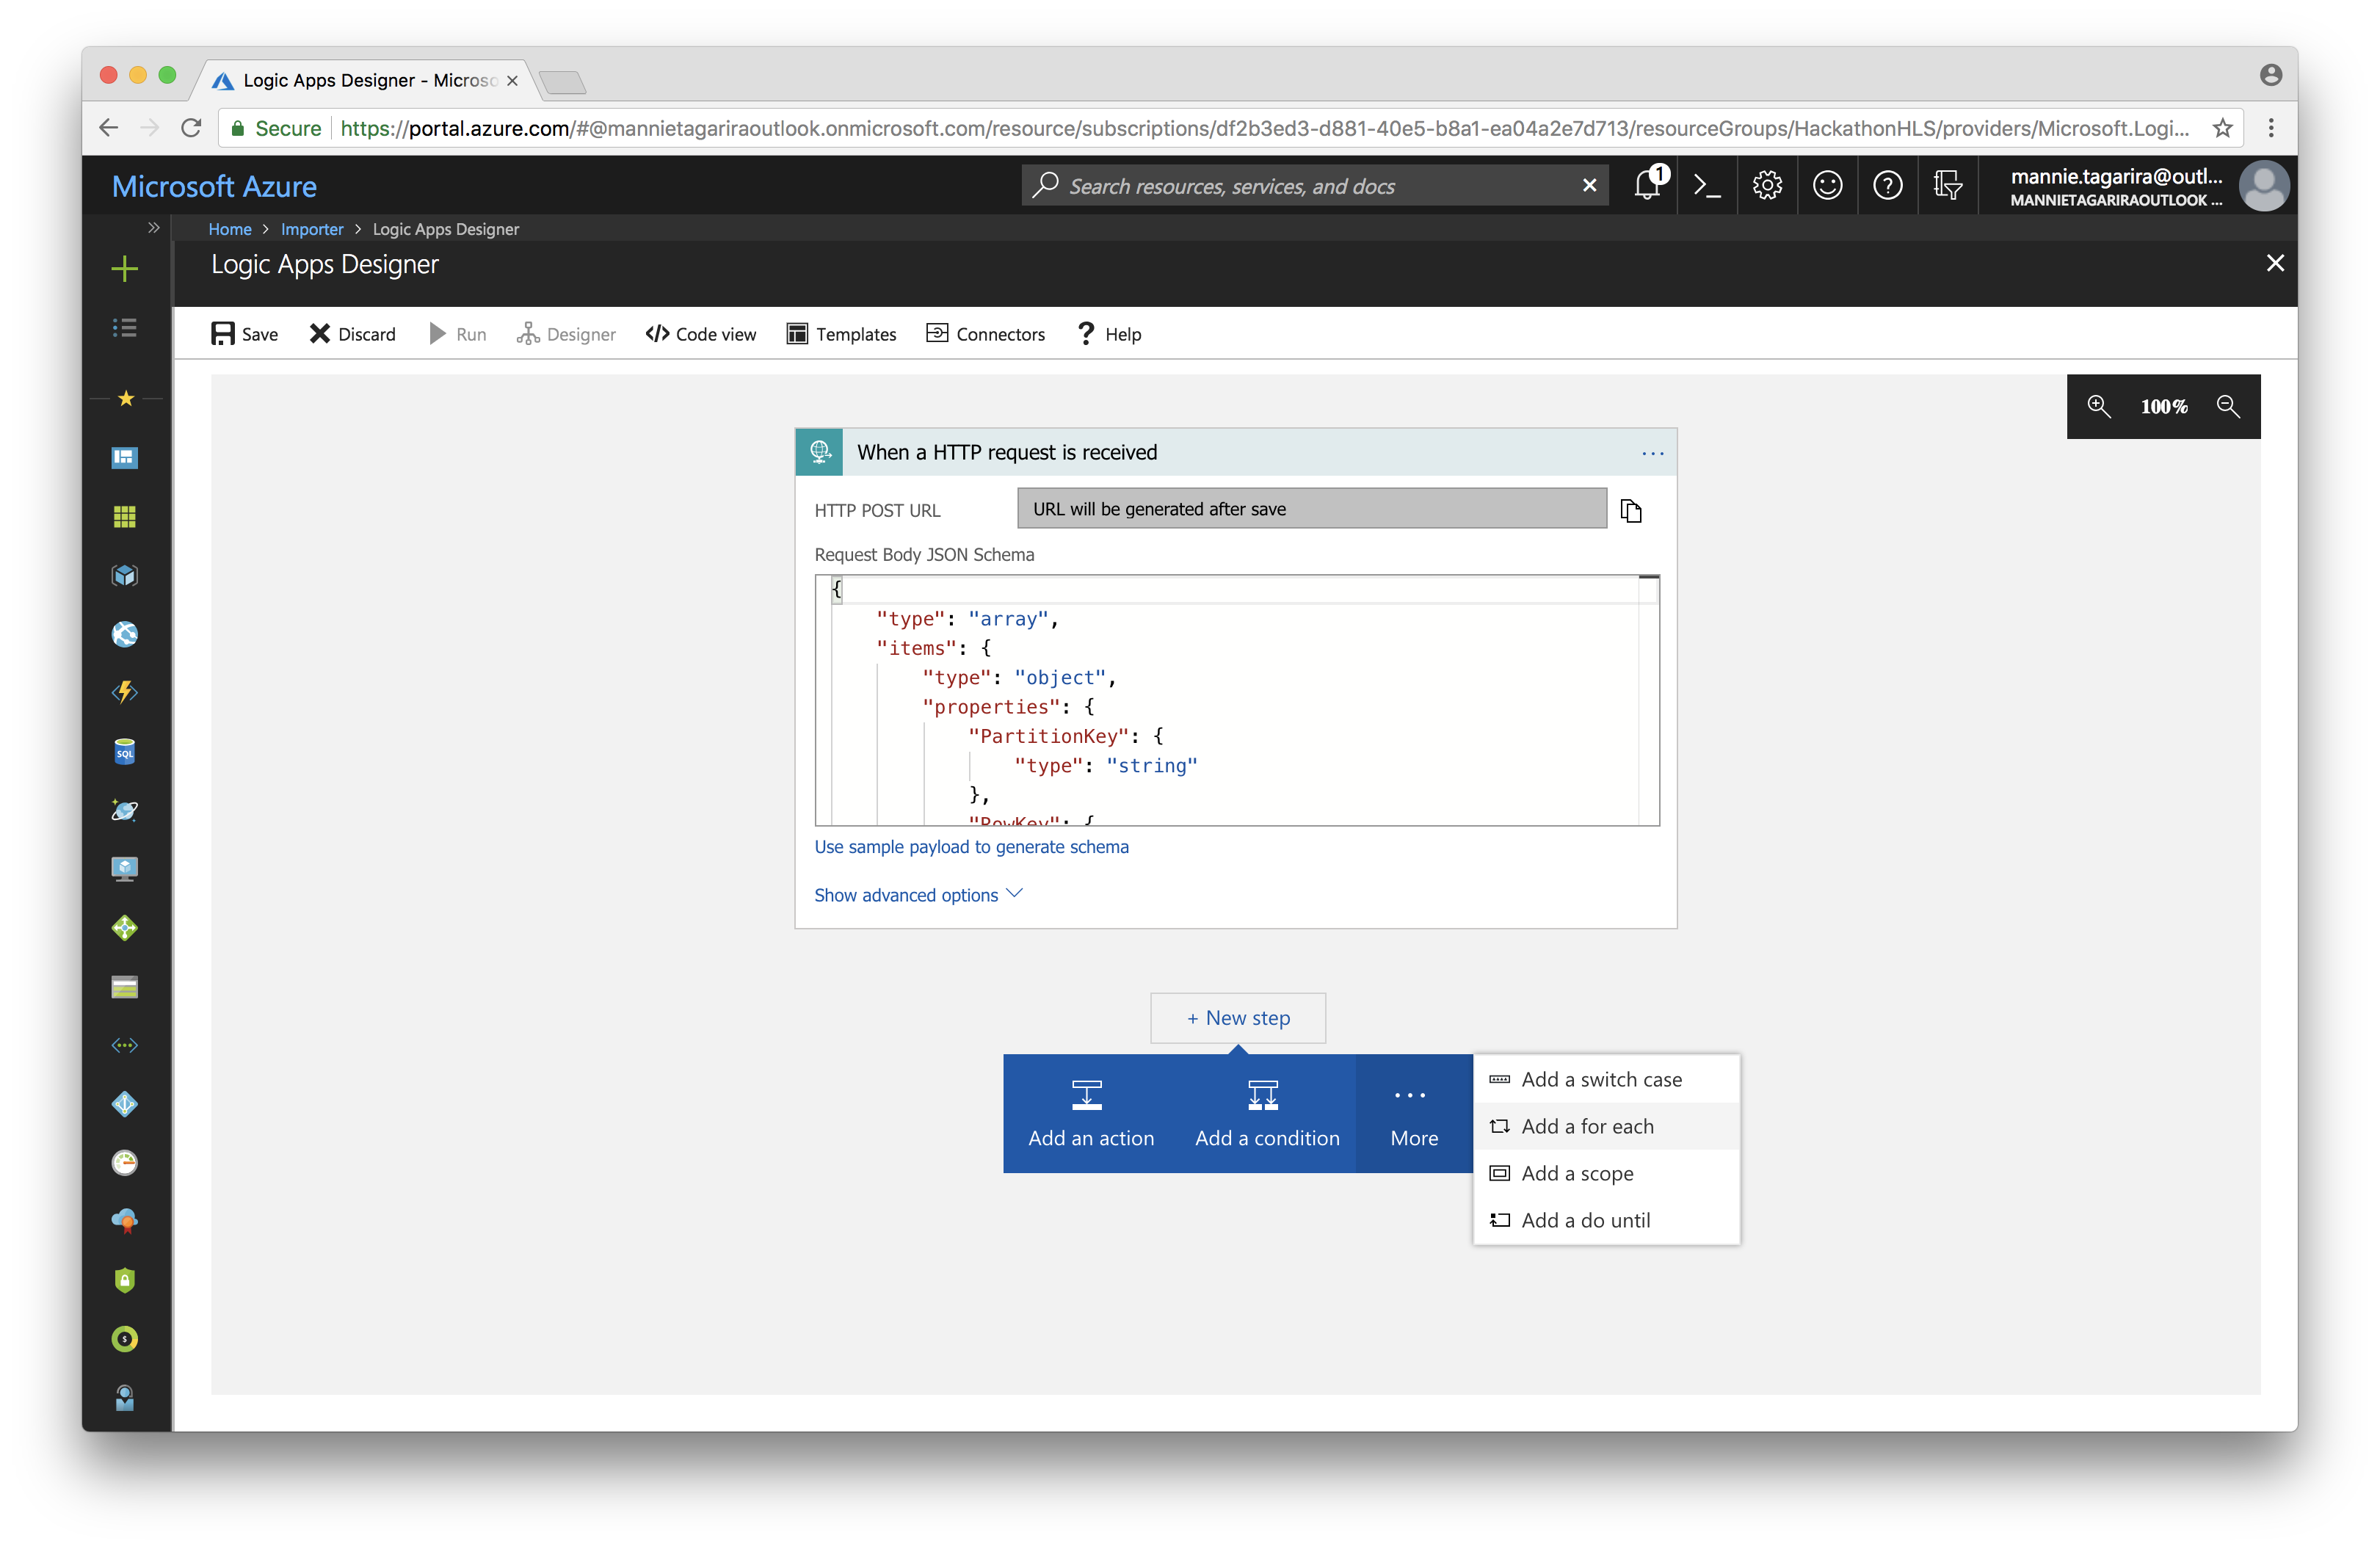 Logic Apps Designer - Microso
Secure https://portal.azure.com/#@mannietagariraoutlook.onmicrosoft.com/resource/subscriptions/df2b3ed3-d881-40e5-b8a1-ea04a2e7d713/resourceGroups/HackathonHLS/providers/Microsoft.Logi...
Microsoft Azure
Search resources, services, and docs
1
mannie.tagarira@outl...
MANNIETAGARIRAOUTLOOK ...
Home > Importer > Logic Apps Designer
Logic Apps Designer
Save Discard Run Designer Code view Templates Connectors Help
100%
When a HTTP request is received
HTTP POST URL URL will be generated after save
Request Body JSON Schema
{
"type": "array",
"items": {
"type": "object",
"properties": {
"PartitionKey": {
"type": "string"
},
"RowKey": {
Use sample payload to generate schema
Show advanced options
+ New step
Add an action Add a condition More
Add a switch case
Add a for each
Add a scope
Add a do until
SQL